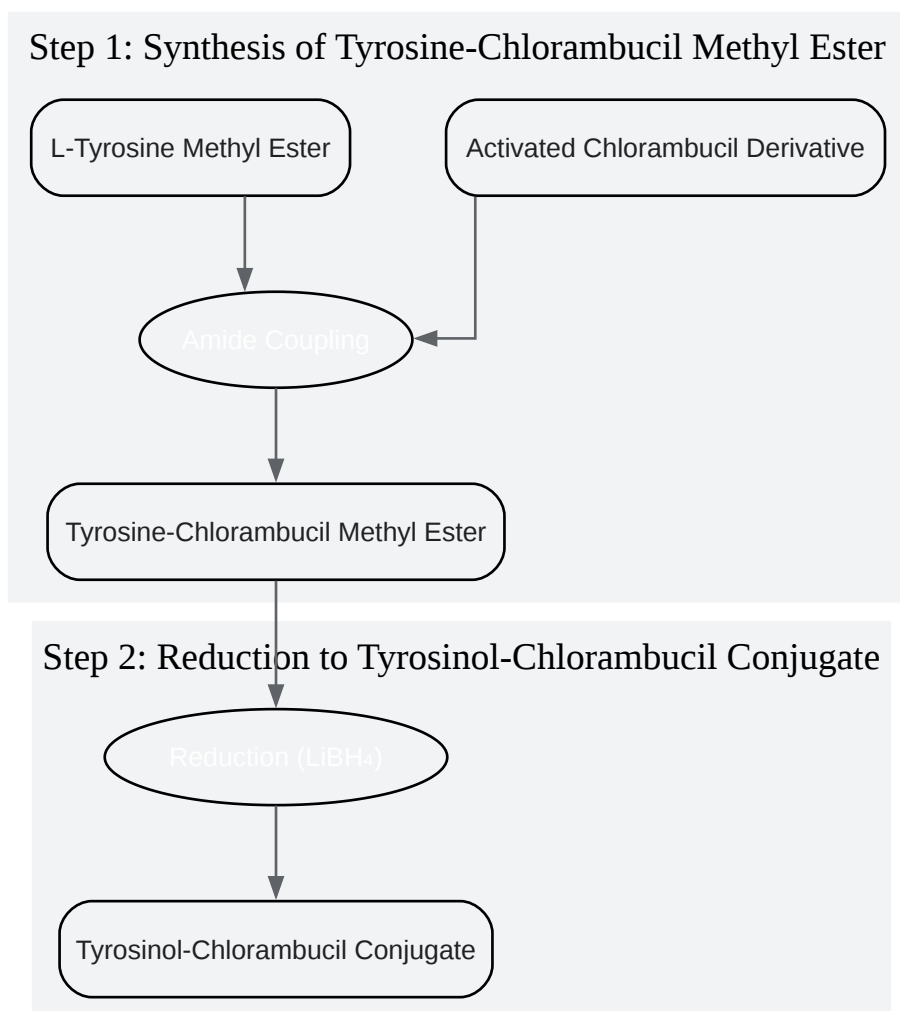 Step 1: Synthesis of Tyrosine-Chlorambucil Methyl Ester
L-Tyrosine Methyl Ester
Activated Chlorambucil Derivative
Amide Coupling
Tyrosine-Chlorambucil Methyl Ester
Step 2: Reduction to Tyrosinol-Chlorambucil Conjugate
Reduction (LiBH₄)
Tyrosinol-Chlorambucil Conjugate